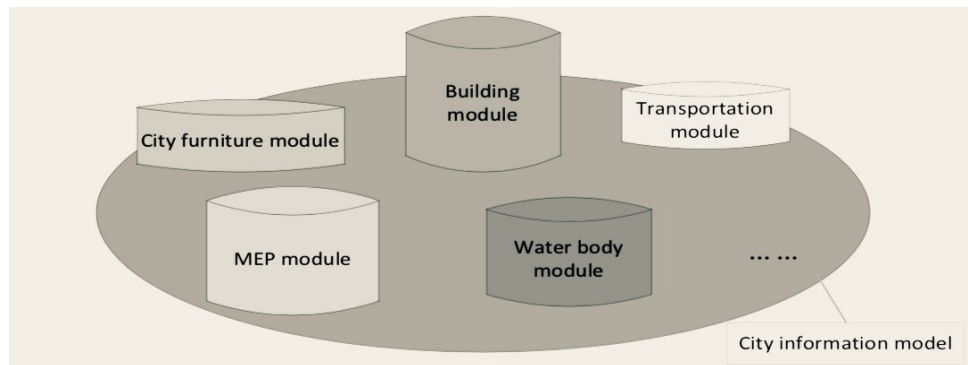 Building
module
Transportation
module
City furniture module
MEP module
Water body
module
... ...
City information model